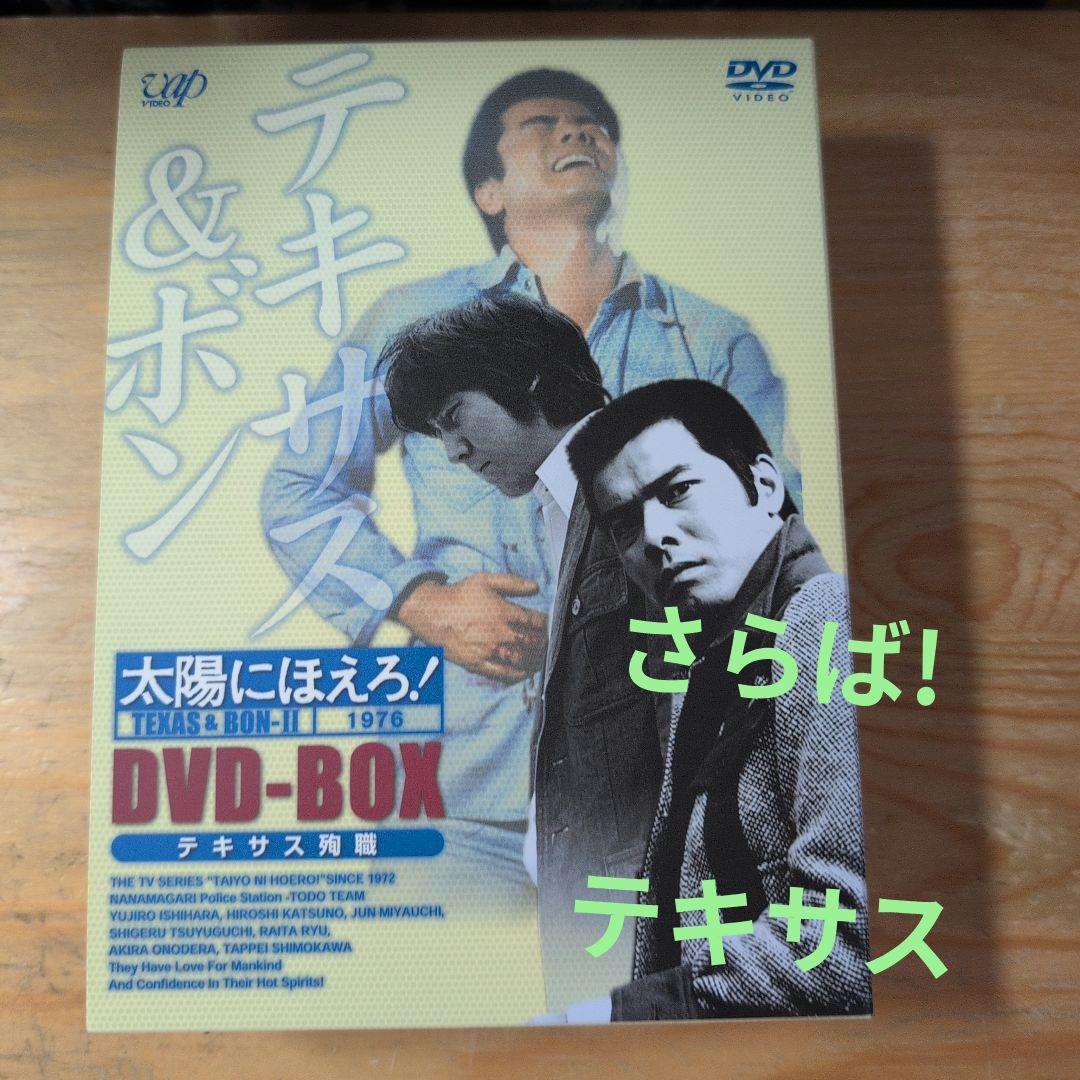 vap
VIDEO
DVD
VIDEO
テキサス
&ボン
太陽にほえろ!
TEXAS & BON-II
1976
DVD-BOX
テキサス殉職
THE TV SERIES "TAIYO NI HOERO!"SINCE 1972
NANAMAGARI Police Station -TODO TEAM
YUJIRO ISHIHARA, HIROSHI KATSUNO, JUN MIYAUCHI,
SHIGERU TSUYUGUCHI, RAITA RYU,
AKIRA ONODERA, TAPPEI SHIMOKAWA
They Have Love For Mankind
And Confidence In Their Hot Spirits!
さらば!
テキサス